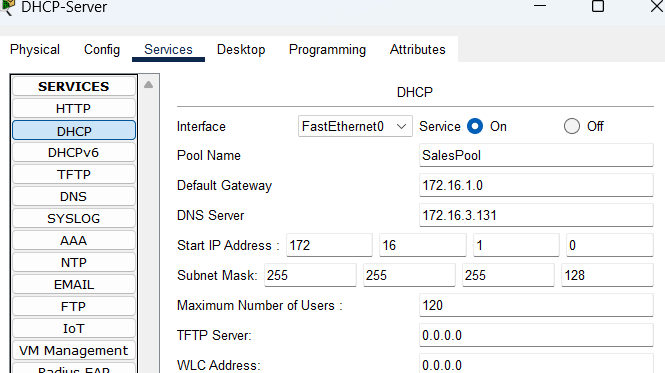 DHCP-Server
Physical Config Services Desktop Programming Attributes
SERVICES
HTTP
DHCP
DHCPv6
TFTP
DNS
SYSLOG
AAA
NTP
EMAIL
FTP
IoT
VM Management
Radius EAP
DHCP
Interface FastEthernet0 Service On Off
Pool Name SalesPool
Default Gateway 172.16.1.0
DNS Server 172.16.3.131
Start IP Address : 172 16 1 0
Subnet Mask: 255 255 255 128
Maximum Number of Users : 120
TFTP Server: 0.0.0.0
WLC Address: 0.0.0.0